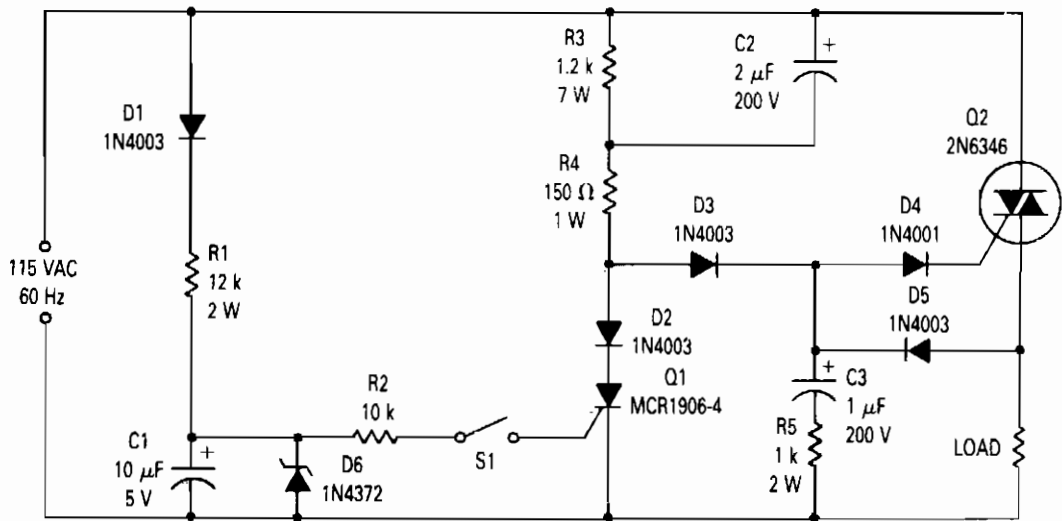 R3
1.2 k
7 W
C2
+
2 μF
200 V
D1
1N4003
Q2
2N6346
R4
150 Ω
1 W
D3
1N4003
D4
1N4001
115 VAC
60 Hz
R1
12 k
2 W
D2
1N4003
D5
1N4003
Q1
MCR1906-4
R2
10 k
S1
+
C3
1 μF
200 V
C1
+
10 μF
5 V
D6
1N4372
R5
1 k
2 W
LOAD